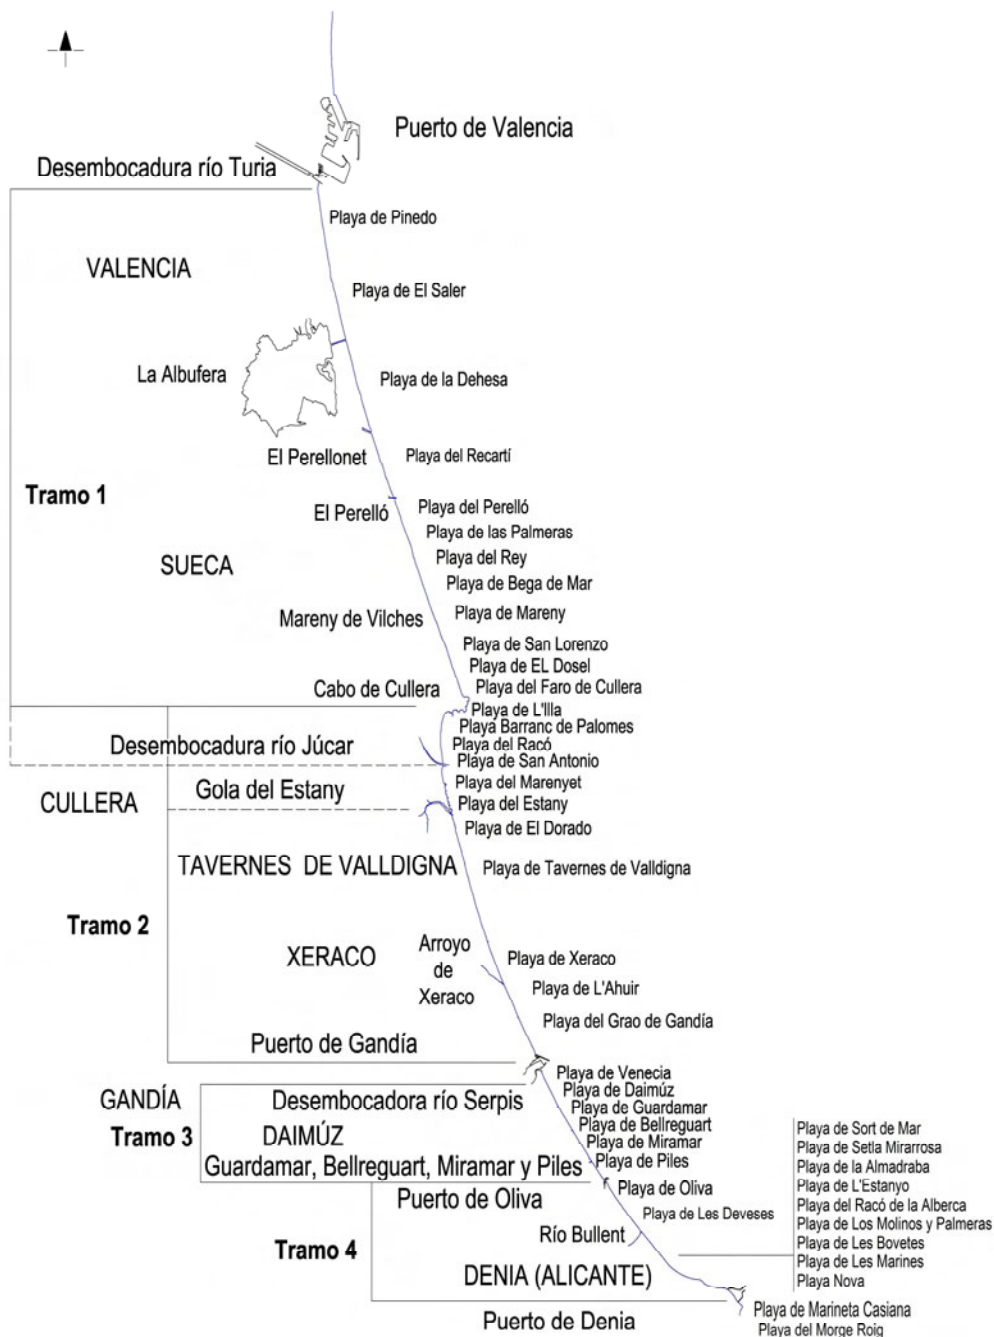 Puerto de Valencia
Desembocadura río Turia
Playa de Pinedo
VALENCIA
Playa de El Saler
La Albufera
Playa de la Dehesa
El Perellonet
Playa del Recartí
Tramo 1
Playa del Perelló
El Perelló
Playa de las Palmeras
Playa del Rey
SUECA
Playa de Bega de Mar
Playa de Mareny
Mareny de Vilches
Playa de San Lorenzo
Playa de EL Dosel
Cabo de Cullera
Playa del Faro de Cullera
Playa de L'Illa
Playa Barranc de Palomes
Desembocadura río Júcar
Playa del Racó
Playa de San Antonio
Playa del Marenyet
Gola del Estany
CULLERA
Playa del Estany
Playa de El Dorado
TAVERNES DE VALLDIGNA
Playa de Tavernes de Valldigna
Tramo 2
XERACO
Arroyo
de
Xeraco
Playa de Xeraco
Playa de L'Ahuir
Playa del Grao de Gandía
Puerto de Gandía
Playa de Venecia
GANDÍA
Desembocadora río Serpis
Playa de Daimúz
Playa de Guardamar
Tramo 3
DAIMÚZ
Playa de Bellreguart
Playa de Miramar
Guardamar, Bellreguart, Miramar y Piles
Playa de Piles
Puerto de Oliva
Playa de Oliva
Playa de Les Deveses
Río Bullent
Tramo 4
DENIA (ALICANTE)
Playa de Sort de Mar
Playa de Setla Mirarrosa
Playa de la Almadraba
Playa de L'Estanyo
Playa del Racó de la Alberca
Playa de Los Molinos y Palmeras
Playa de Les Bovetes
Playa de Les Marines
Playa Nova
Puerto de Denia
Playa de Marineta Casiana
Playa del Morge Roig